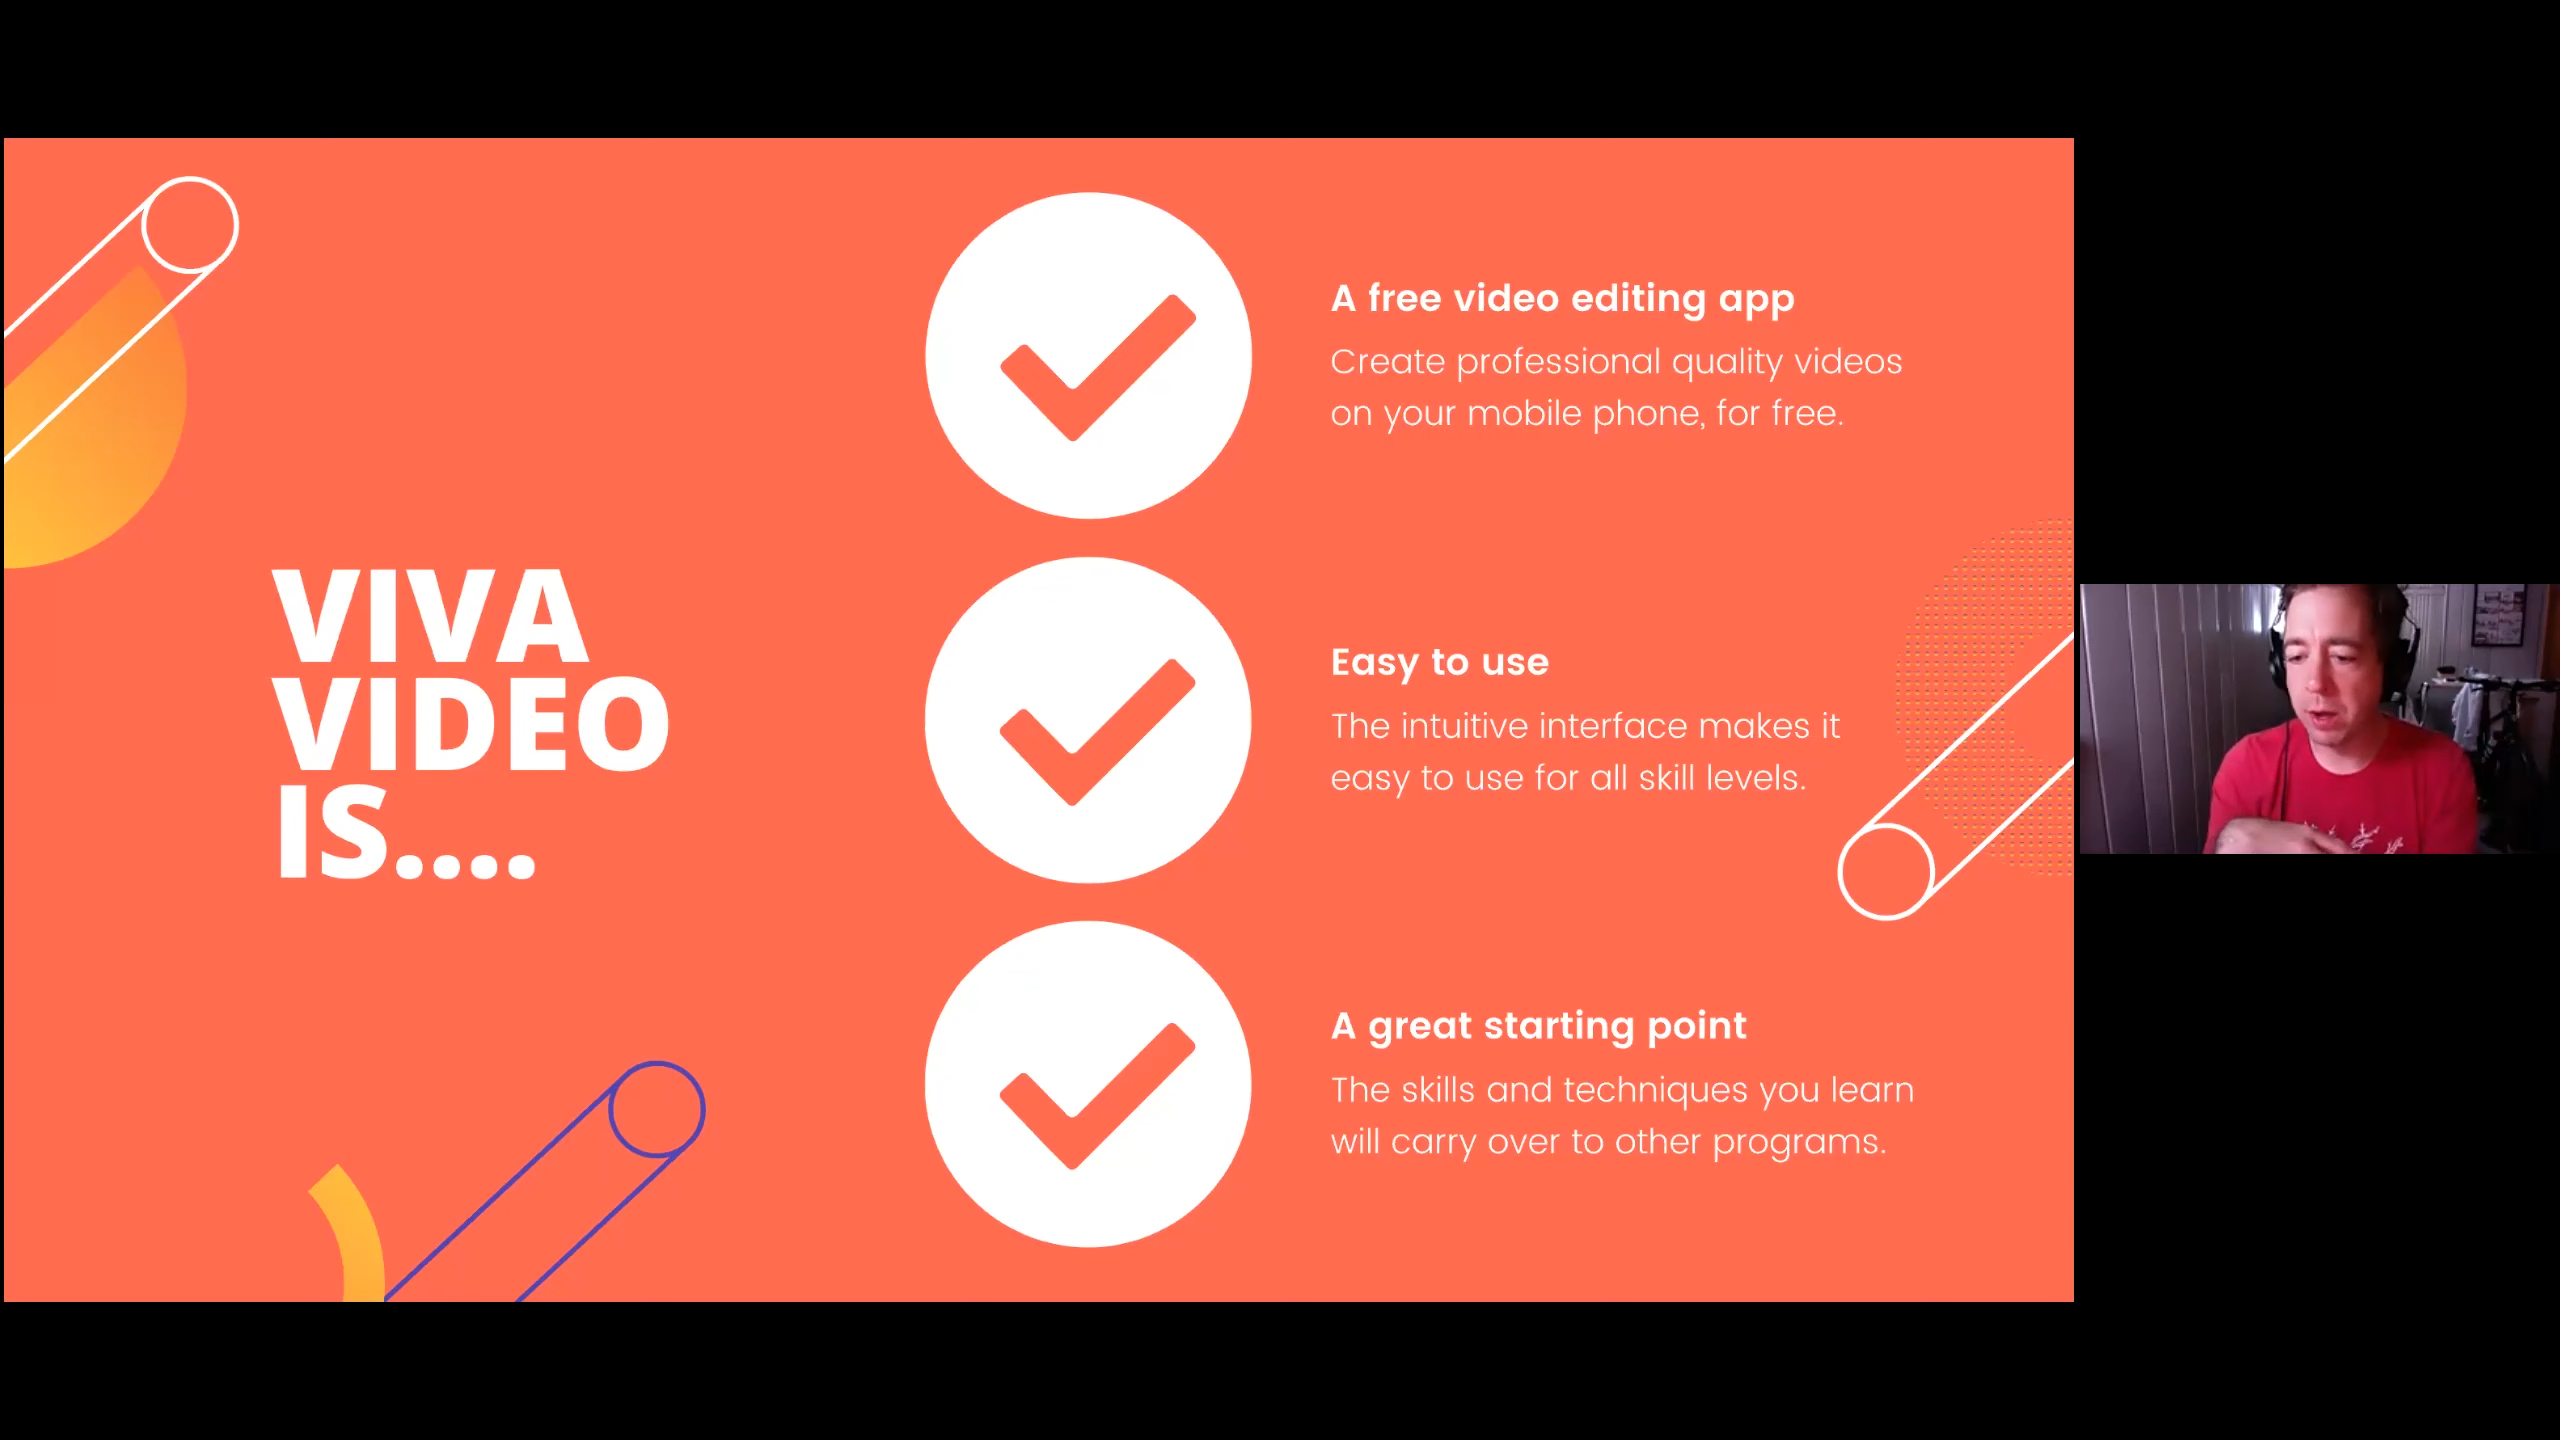 VIVA
VIDEO
IS....
A free video editing app
Create professional quality videos
on your mobile phone, for free.
Easy to use
The intuitive interface makes it
easy to use for all skill levels.
A great starting point
The skills and techniques you learn
will carry over to other programs.